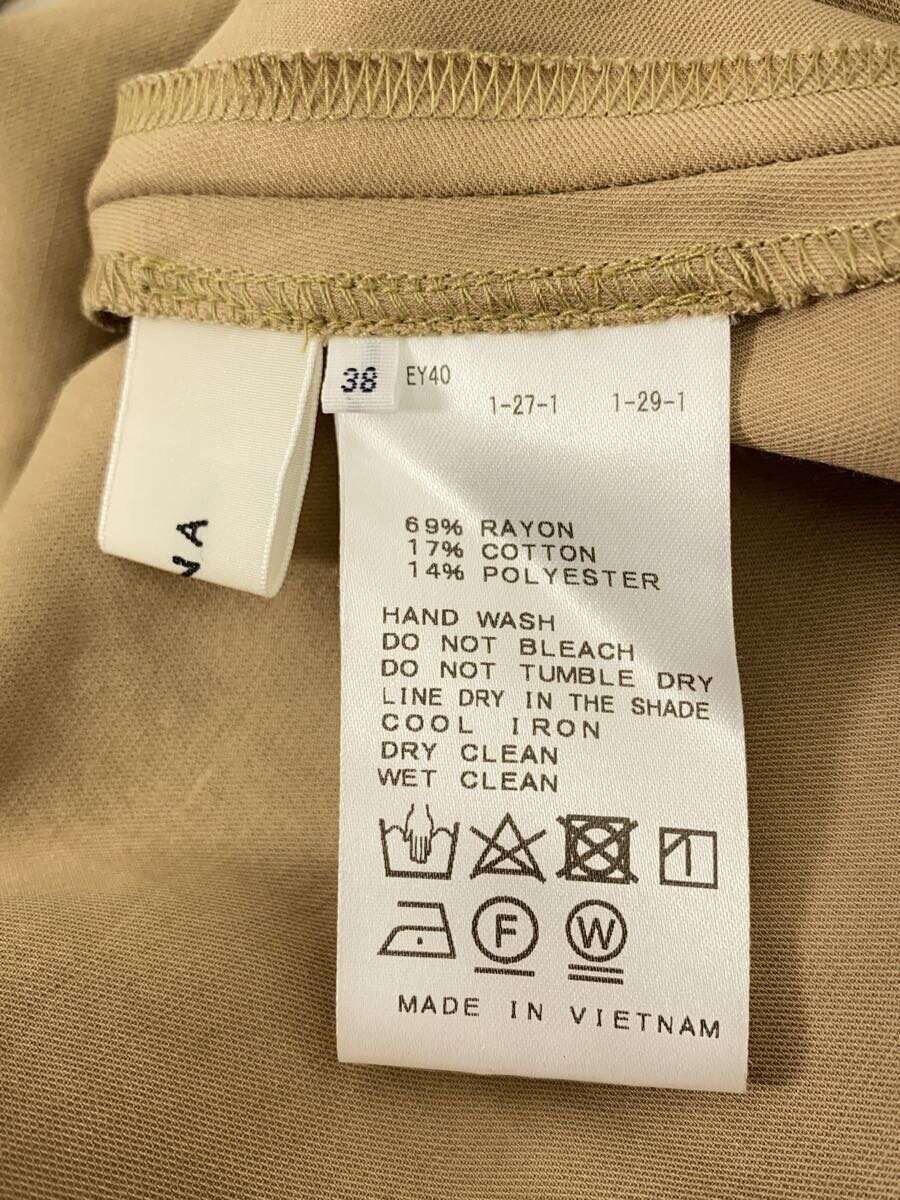 38
EY40
1-27-1 1-29-1
69% RAYON
17% COTTON
14% POLYESTER
HAND WASH
DO NOT BLEACH
DO NOT TUMBLE DRY
LINE DRY IN THE SHADE
COOL IRON
DRY CLEAN
WET CLEAN
F W
MADE IN VIETNAM